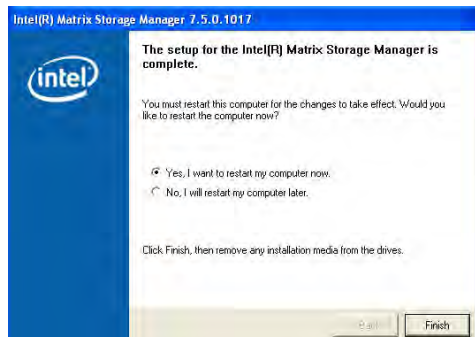 Intel(R) Matrix Storage Manager 7.5.0.1017
intel
The setup for the Intel(R) Matrix Storage Manager is
complete.
You must restart this computer for the changes to take effect. Would you
like to restart the computer now?
Yes, I want to restart my computer now.
No, I will restart my computer later.
Click Finish, then remove any installation media from the drives.
Back
Finish